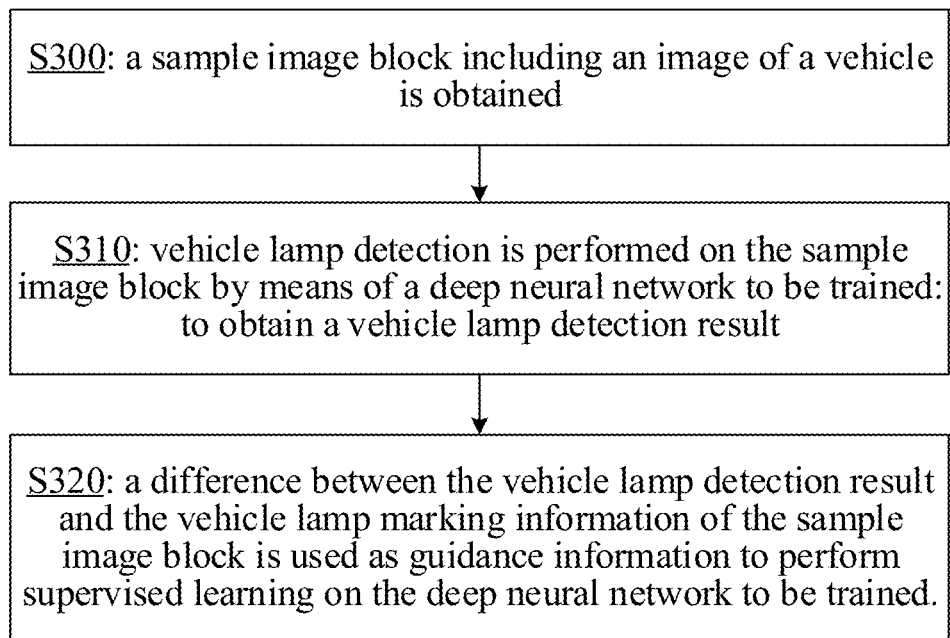 S300: a sample image block including an image of a vehicle
is obtained
S310: vehicle lamp detection is performed on the sample
image block by means of a deep neural network to be trained:
to obtain a vehicle lamp detection result
S320: a difference between the vehicle lamp detection result
and the vehicle lamp marking information of the sample
image block is used as guidance information to perform
supervised learning on the deep neural network to be trained.